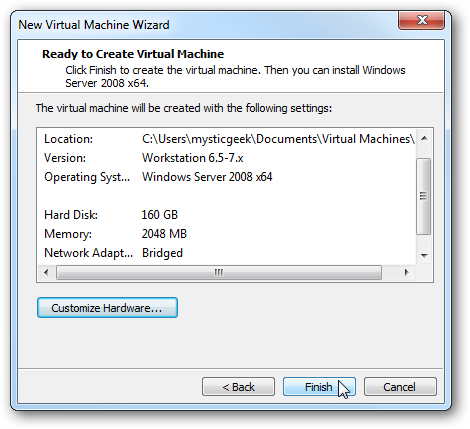 New Virtual Machine Wizard
Ready to Create Virtual Machine
Click Finish to create the virtual machine. Then you can install Windows
Server 2008 x64.
The virtual machine will be created with the following settings:
Location: C:\Users\mysticgeek\Documents\Virtual Machines\
Version: Workstation 6.5-7.x
Operating Syst... Windows Server 2008 x64
Hard Disk: 160 GB
Memory: 2048 MB
Network Adapt... Bridged
Customize Hardware...
< Back Finish Cancel